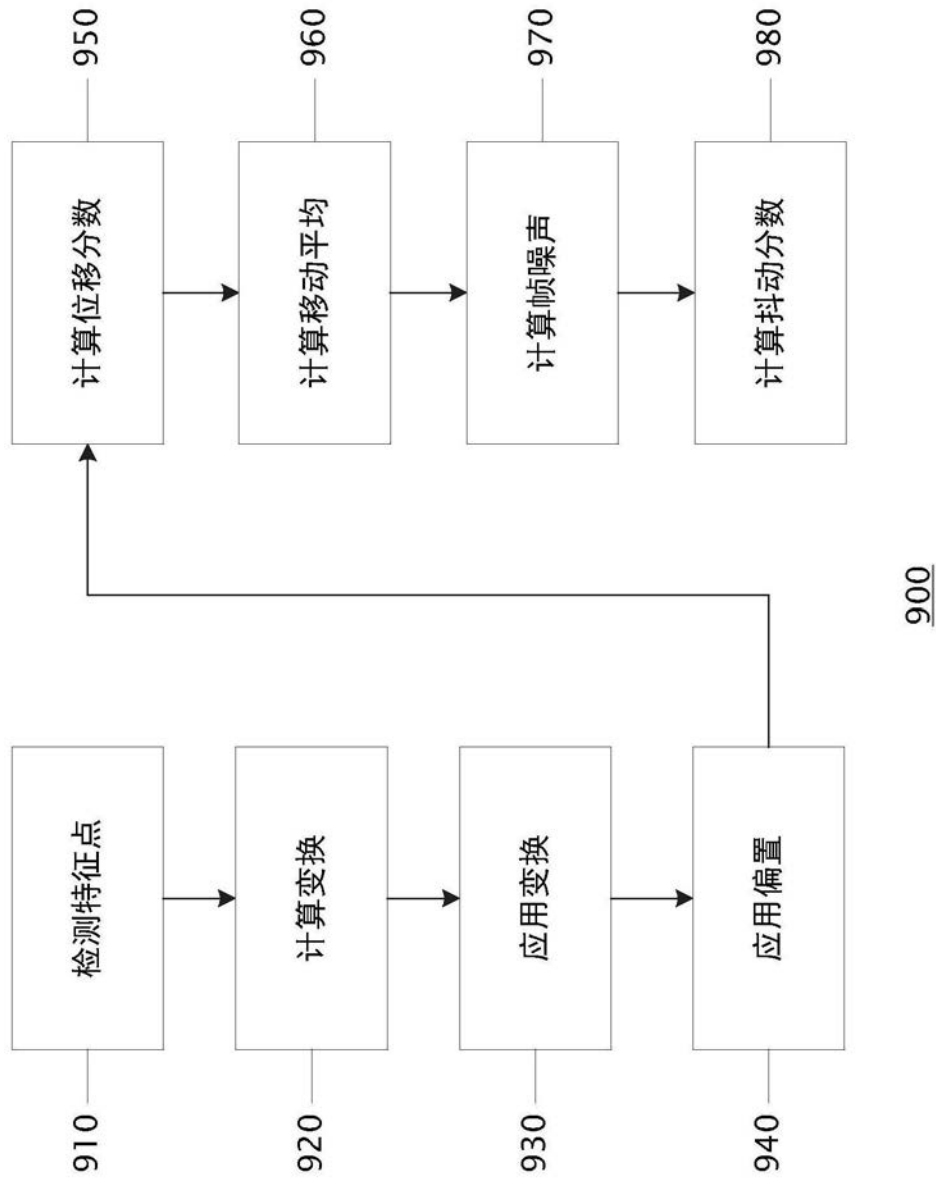 910
检测特征点
920
计算变换
930
应用变换
940
应用偏置
950
计算位移分数
960
计算移动平均
970
计算帧噪声
980
计算抖动分数
900